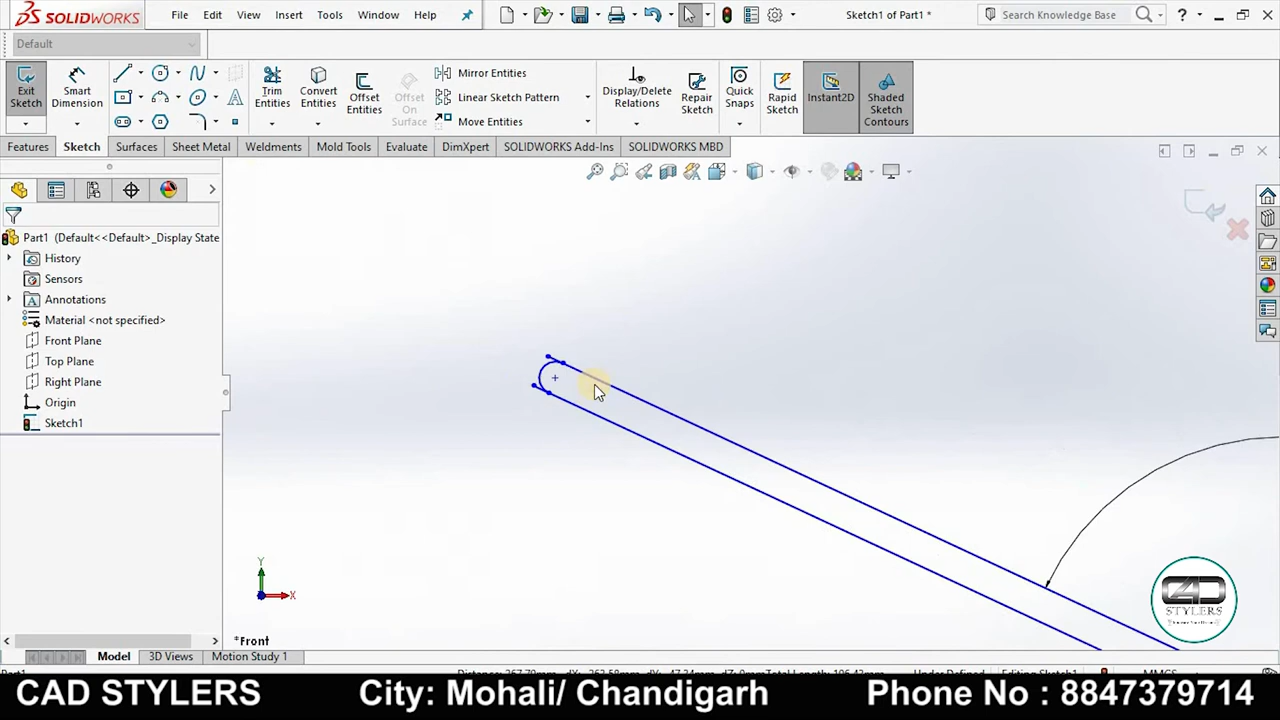 SOLIDWORKS
File Edit View Insert Tools Window Help
Sketch1 of Part1 *
Search Knowledge Base
?
Default
Exit Sketch
Smart Dimension
Trim Entities
Convert Entities
Offset Entities
Offset On Surface
Mirror Entities
Linear Sketch Pattern
Move Entities
Display/Delete Relations
Repair Sketch
Quick Snaps
Rapid Sketch
Instant2D
Shaded Sketch Contours
Features Sketch Surfaces Sheet Metal Weldments Mold Tools Evaluate DimXpert SOLIDWORKS Add-Ins SOLIDWORKS MBD
Part1 (Default<<Default>_Display State
History
Sensors
Annotations
Material <not specified>
Front Plane
Top Plane
Right Plane
Origin
Sketch1
Y
X
*Front
STYLERS
Model 3D Views Motion Study 1
CAD STYLERS City: Mohali/ Chandigarh Phone No : 8847379714